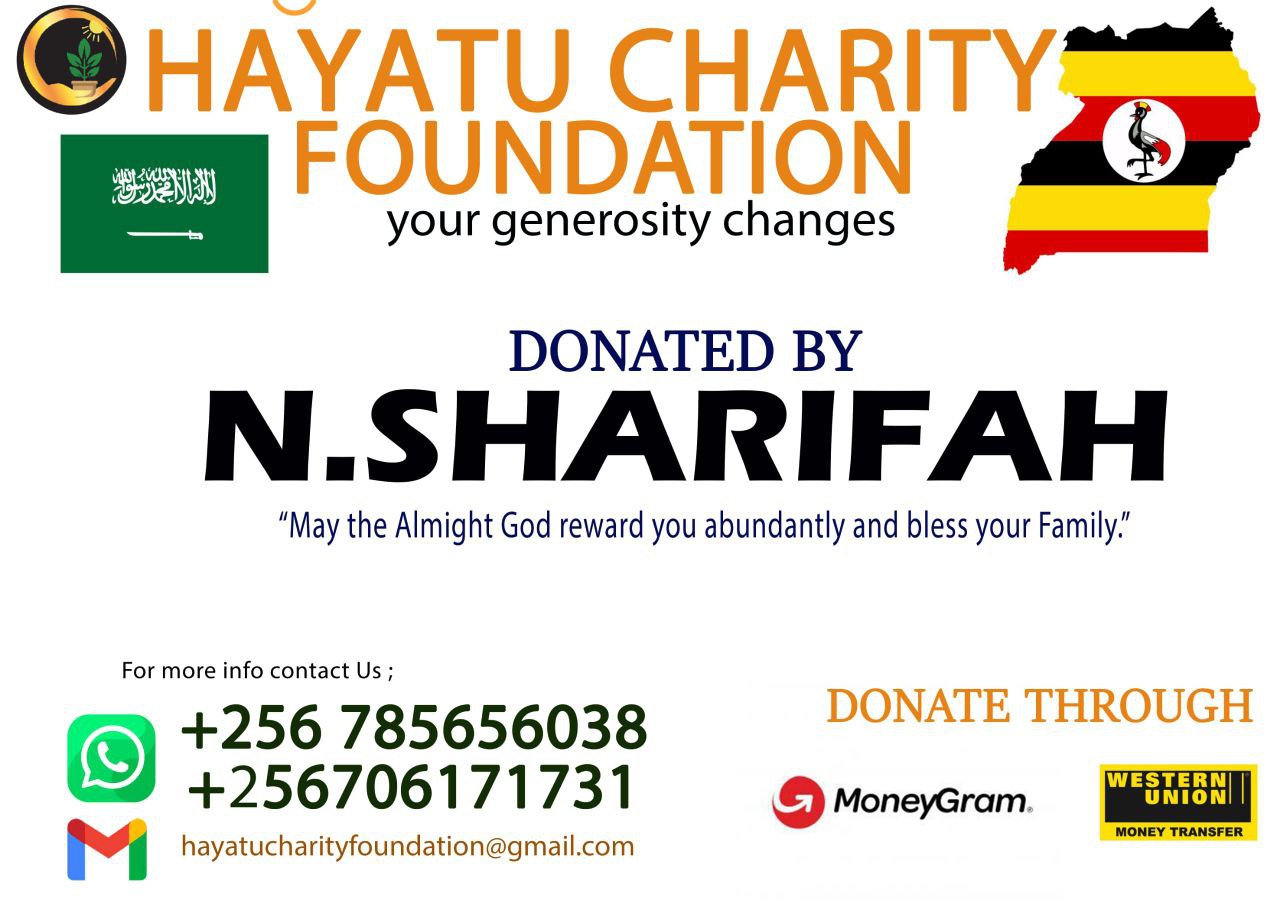 HAYATU CHARITY
FOUNDATION
your generosity changes
لا إله إلا الله محمد رسول الله
DONATED BY
N.SHARIFAH
“May the Almight God reward you abundantly and bless your Family.”
For more info contact Us ;
+256 785656038
+256706171731
hayatucharityfoundation@gmail.com
DONATE THROUGH
MoneyGram®
WESTERN
UNION
MONEY TRANSFER